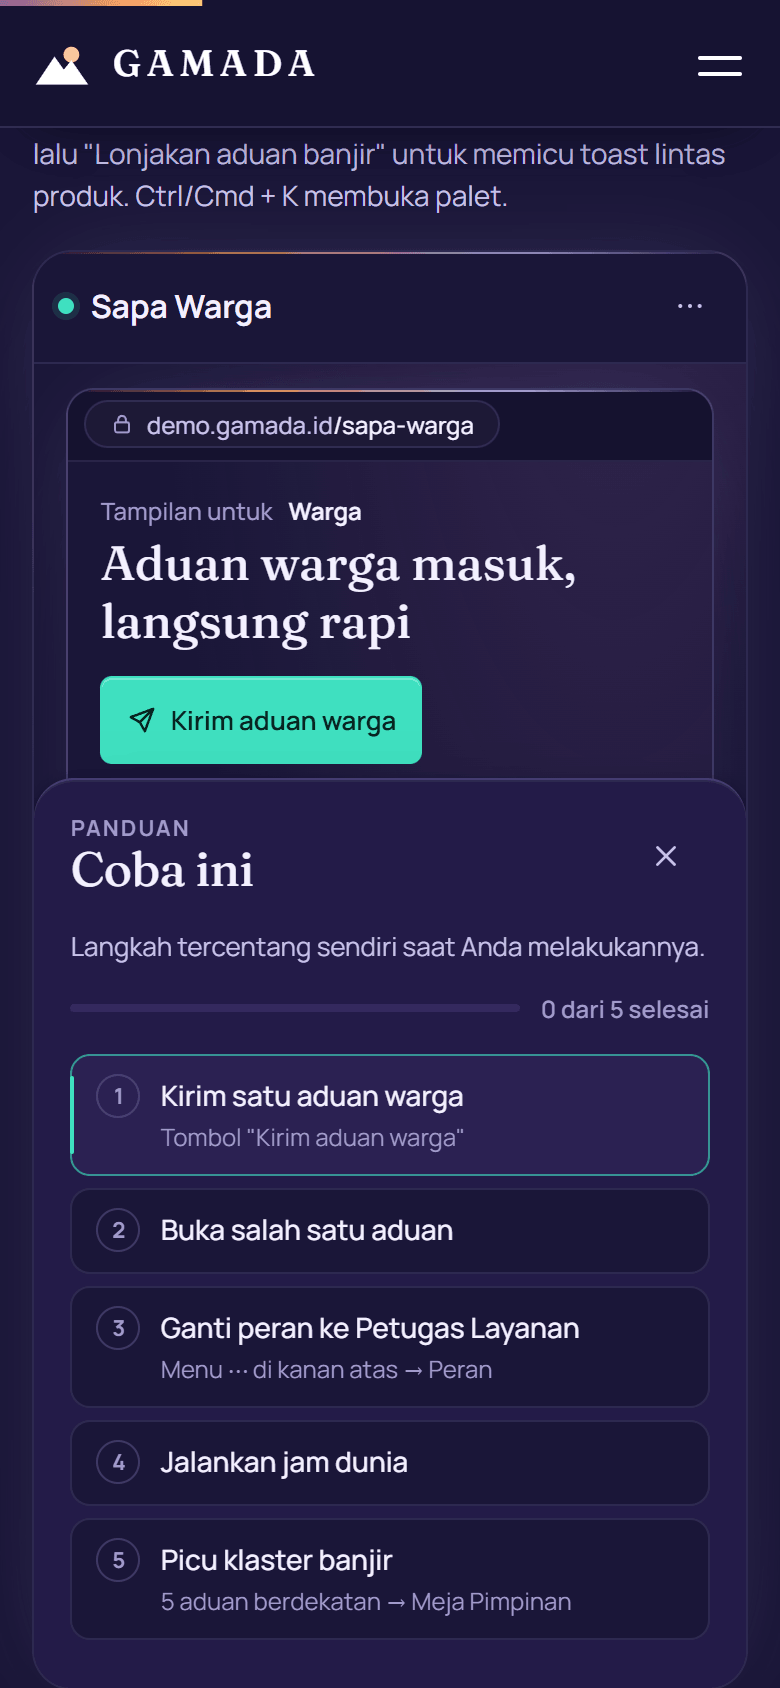 GAMADA
lalu "Lonjakan aduan banjir" untuk memicu toast lintas
produk. Ctrl/Cmd + K membuka palet.
Sapa Warga
···
demo.gamada.id/sapa-warga
Tampilan untuk Warga
Aduan warga masuk,
langsung rapi
Kirim aduan warga
PANDUAN
Coba ini
Langkah tercentang sendiri saat Anda melakukannya.
0 dari 5 selesai
1 Kirim satu aduan warga
Tombol "Kirim aduan warga"
2 Buka salah satu aduan
3 Ganti peran ke Petugas Layanan
Menu ··· di kanan atas → Peran
4 Jalankan jam dunia
5 Picu klaster banjir
5 aduan berdekatan → Meja Pimpinan